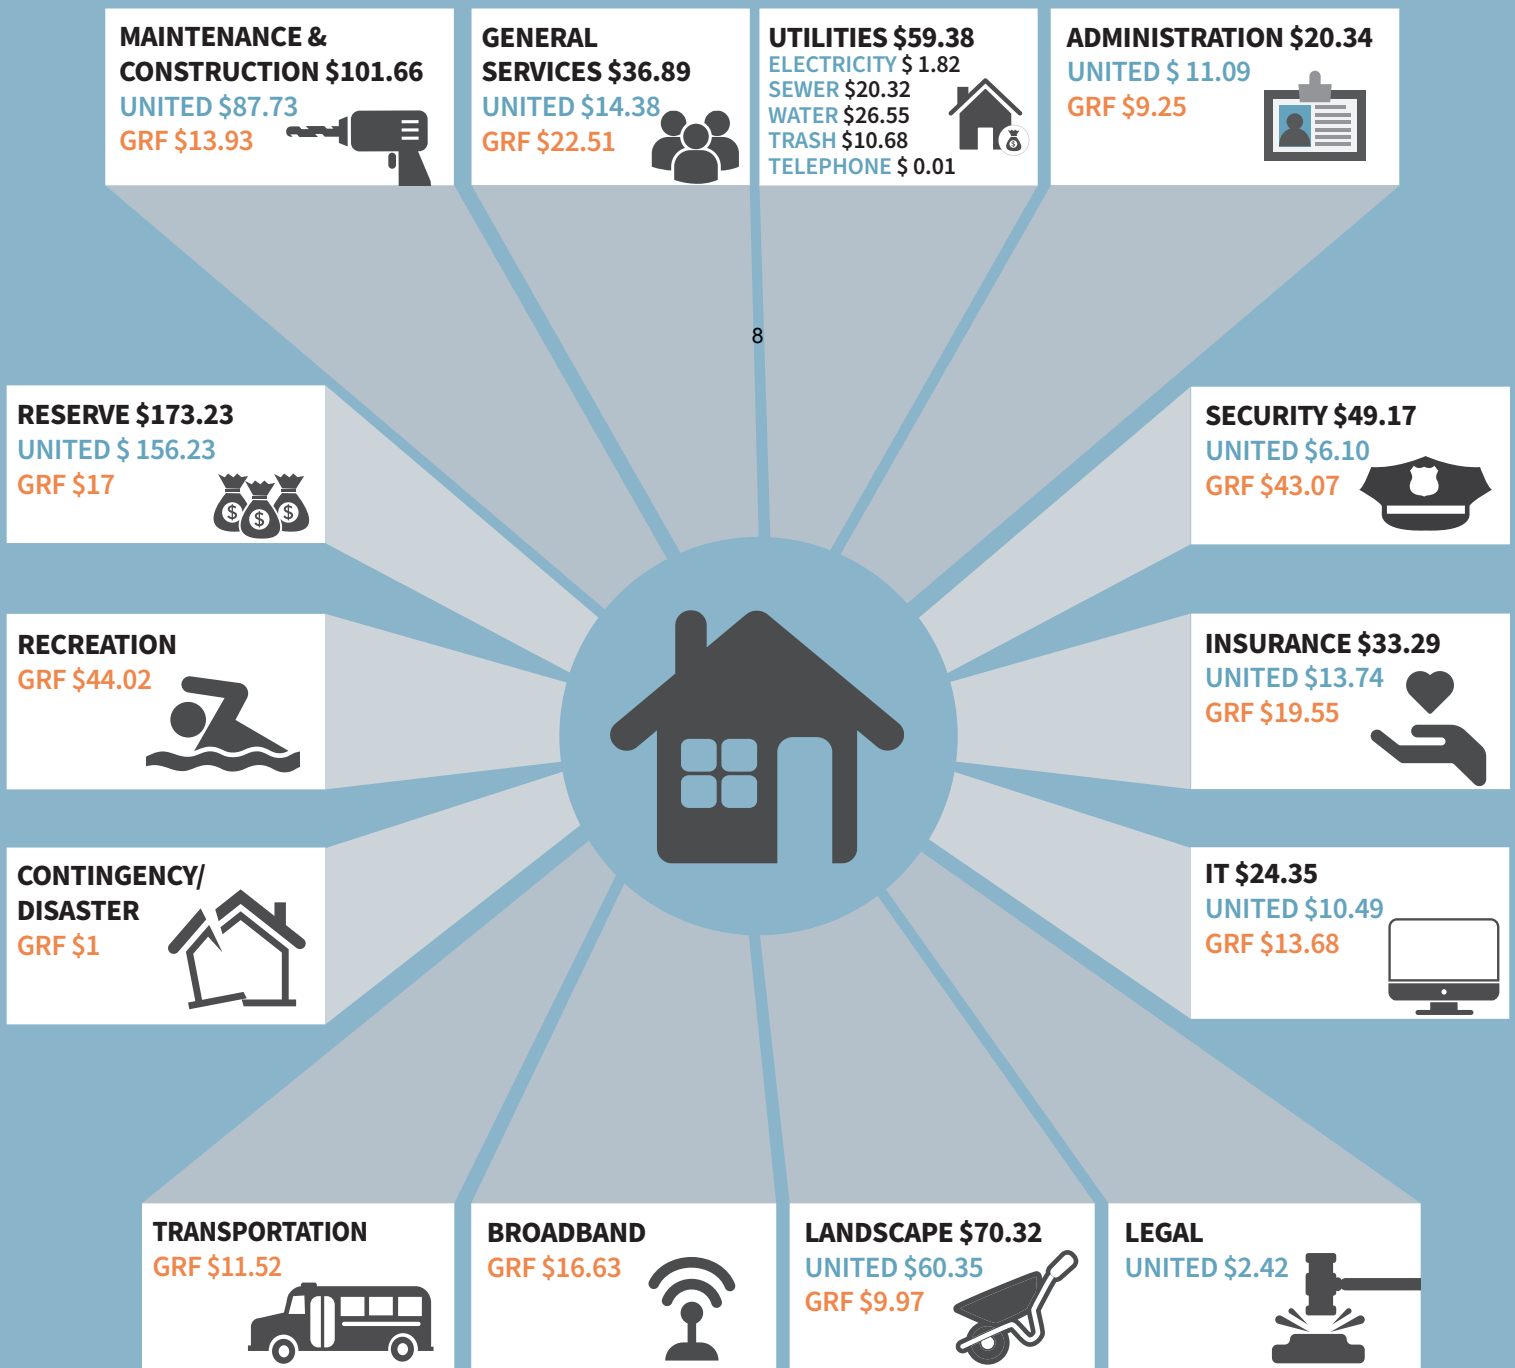 MAINTENANCE &
CONSTRUCTION $101.66
UNITED $87.73
GRF $13.93
GENERAL
SERVICES $36.89
UNITED $14.38
GRF $22.51
UTILITIES $59.38
ELECTRICITY $ 1.82
SEWER $20.32
WATER $26.55
TRASH $10.68
TELEPHONE $ 0.01
ADMINISTRATION $20.34
UNITED $ 11.09
GRF $9.25
8
RESERVE $173.23
UNITED $ 156.23
GRF $17
$ $ $
SECURITY $49.17
UNITED $6.10
GRF $43.07
RECREATION
GRF $44.02
INSURANCE $33.29
UNITED $13.74
GRF $19.55
CONTINGENCY/
DISASTER
GRF $1
IT $24.35
UNITED $10.49
GRF $13.68
TRANSPORTATION
GRF $11.52
BROADBAND
GRF $16.63
LANDSCAPE $70.32
UNITED $60.35
GRF $9.97
LEGAL
UNITED $2.42